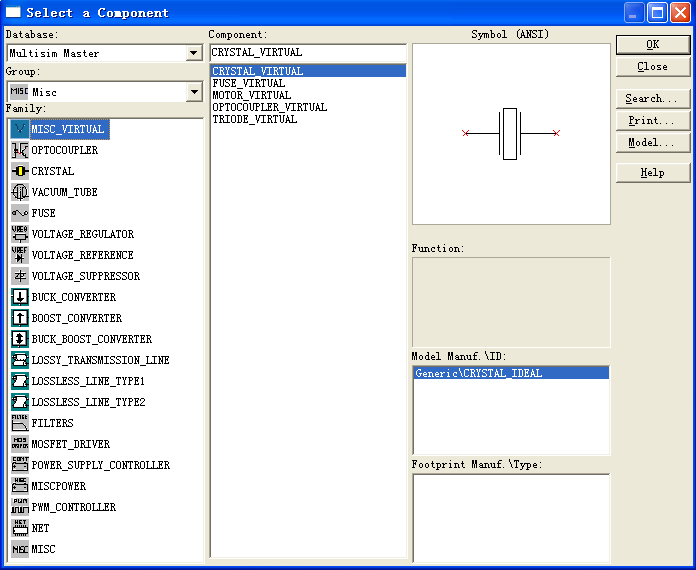 Select a Component
Database:
Multisim Master
Group:
MISC Misc
Family:
MISC_VIRTUAL
OPTOCOUPLER
CRYSTAL
VACUUM_TUBE
FUSE
VOLTAGE_REGULATOR
VOLTAGE_REFERENCE
VOLTAGE_SUPPRESSOR
BUCK_CONVERTER
BOOST_CONVERTER
BUCK_BOOST_CONVERTER
LOSSY_TRANSMISSION_LINE
LOSSLESS_LINE_TYPE1
LOSSLESS_LINE_TYPE2
FILTERS
MOSFET_DRIVER
POWER_SUPPLY_CONTROLLER
MISCPOWER
PWM_CONTROLLER
NET
MISC MISC
Component:
CRYSTAL_VIRTUAL
CRYSTAL_VIRTUAL
FUSE_VIRTUAL
MOTOR_VIRTUAL
OPTOCOUPLER_VIRTUAL
TRIODE_VIRTUAL
Symbol (ANSI)
Function:
Model Manuf.\ID:
Generic\CRYSTAL_IDEAL
Footprint Manuf.\Type:
OK
Close
Search...
Print...
Model...
Help